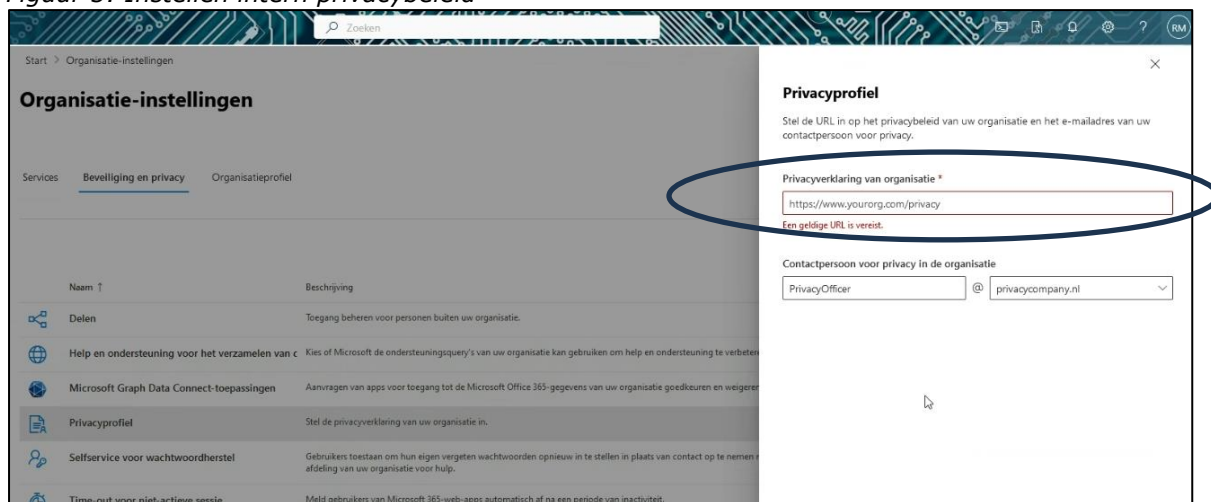 Figuur 3: Instellen intern privacybeleid
Zoeken
RM
Start > Organisatie-instellingen
Organisatie-instellingen
Services Beveiliging en privacy Organisatieprofiel
Naam ↑ Beschrijving
Delen Toegang beheren voor personen buiten uw organisatie.
Help en ondersteuning voor het verzamelen van c Kies of Microsoft de ondersteuningsquery's van uw organisatie kan gebruiken om help en ondersteuning te verbeteren
Microsoft Graph Data Connect-toepassingen Aanvragen van apps voor toegang tot de Microsoft Office 365-gegevens van uw organisatie goedkeuren en weigeren
Privacyprofiel Stel de privacyverklaring van uw organisatie in.
Selfservice voor wachtwoordherstel Gebruikers toestaan om hun eigen vergeten wachtwoorden opnieuw in te stellen in plaats van contact op te nemen
afdeling van uw organisatie voor hulp.
Time-out voor niet-actieve sessie Meld gebruikers van Microsoft 365-web-apps automatisch af na een periode van inactiviteit.
Privacyprofiel
Stel de URL in op het privacybeleid van uw organisatie en het e-mailadres van uw
contactpersoon voor privacy.
Privacyverklaring van organisatie *
https://www.yourorg.com/privacy
Een geldige URL is vereist.
Contactpersoon voor privacy in de organisatie
PrivacyOfficer @ privacycompany.nl